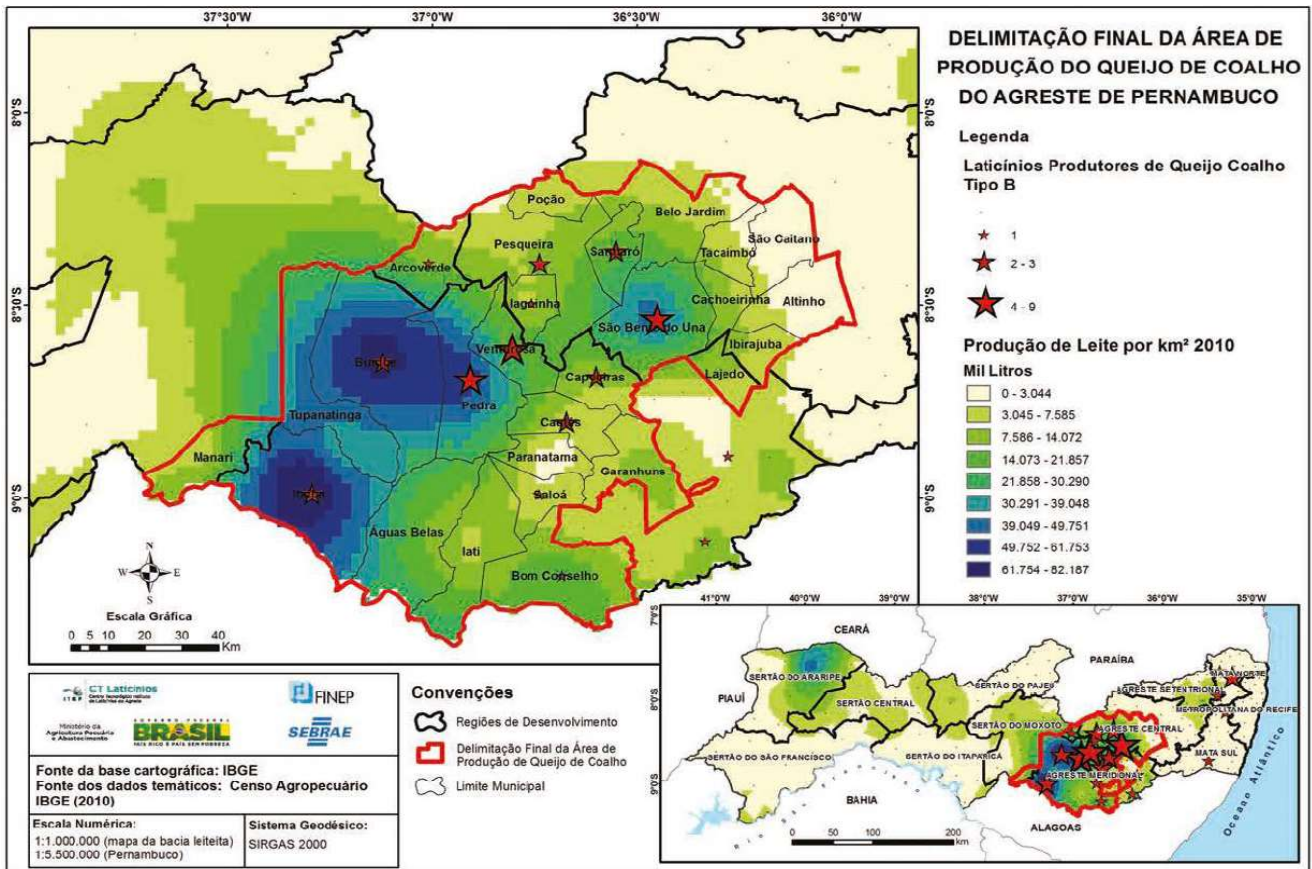 37°30'S
37°0'S
36°30'S
36°0'S
8°0'S
8°30'S
9°0'S
8°0'S
8°30'S
9°0'S
Poção
Belo Jardim
Pesqueira
Sanharó
São Caitano
Tacaimbó
Arcoverde
Alagoinha
Cachoeirinha
Altinho
São Bento do Una
Venturosa
Ibirajuba
Buíque
Capoeiras
Lajedo
Pedra
Tupanatinga
Caetés
Manari
Paranatama
Garanhuns
Itaíba
Saloá
Águas Belas
Iati
Bom Conselho
N
W E
S
Escala Gráfica
0 5 10 20 30 40
Km
DELIMITAÇÃO FINAL DA ÁREA DE
PRODUÇÃO DO QUEIJO DE COALHO
DO AGRESTE DE PERNAMBUCO
Legenda
Laticínios Produtores de Queijo Coalho
Tipo B
1
2 - 3
4 - 9
Produção de Leite por km² 2010
Mil Litros
0 - 3.044
3.045 - 7.585
7.586 - 14.072
14.073 - 21.857
21.858 - 30.290
30.291 - 39.048
39.049 - 49.751
49.752 - 61.753
61.754 - 82.187
ITEP
CT Laticínios
FINEP
Ministério da
Agricultura Pecuária
e Abastecimento
GOVERNO FEDERAL
BRASIL
PAÍS RICO É PAÍS SEM POBREZA
SEBRAE
Fonte da base cartográfica: IBGE
Fonte dos dados temáticos: Censo Agropecuário
IBGE (2010)
Escala Numérica:
1:1.000.000 (mapa da bacia leiteita)
1:5.500.000 (Pernambuco)
Sistema Geodésico:
SIRGAS 2000
Convenções
Regiões de Desenvolvimento
Delimitação Final da Área de
Produção de Queijo de Coalho
Limite Municipal
41°0'S
40°0'S
39°0'S
38°0'S
37°0'S
36°0'S
35°0'S
7°0'S
8°0'S
9°0'S
CEARÁ
PARAÍBA
PIAUÍ
SERTÃO DO ARARIPE
SERTÃO DO PAJEÚ
SERTÃO CENTRAL
MATA NORTE
AGRESTE SETENTRIONAL
METROPOLITANA DO RECIFE
SERTÃO DO MOXOTÓ
AGRESTE CENTRAL
SERTÃO DO SÃO FRANCISCO
SERTÃO DO ITAPARICA
MATA SUL
AGRESTE MERIDIONAL
BAHIA
ALAGOAS
Oceano Atlântico
0 50 100 200
km